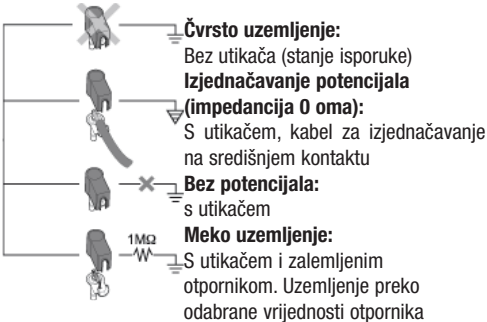 Čvrsto uzemljenje:
Bez utikača (stanje isporuke)
Izjednačavanje potencijala
(impedancija 0 oma):
S utikačem, kabel za izjednačavanje
na središnjem kontaktu
Bez potencijala:
s utikačem
Meko uzemljenje:
1MΩ
S utikačem i zalemljenim
otpornikom. Uzemljenje preko
odabrane vrijednosti otpornika